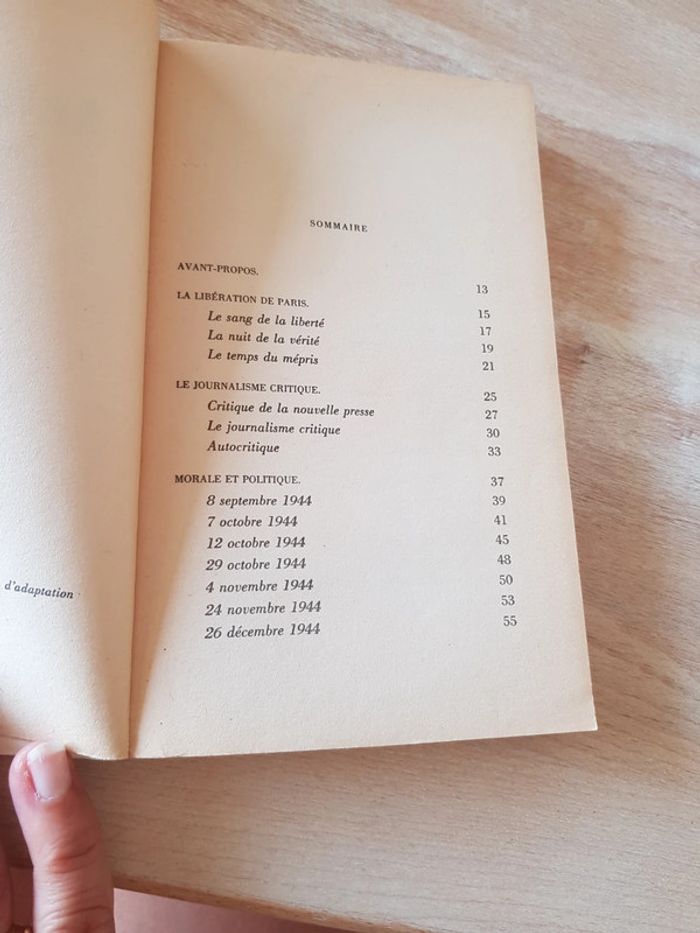 d'adaptation
SOMMAIRE
AVANT-PROPOS. 13
LA LIBÉRATION DE PARIS. 15
Le sang de la liberté 17
La nuit de la vérité 19
Le temps du mépris 21
LE JOURNALISME CRITIQUE. 25
Critique de la nouvelle presse 27
Le journalisme critique 30
Autocritique 33
MORALE ET POLITIQUE. 37
8 septembre 1944 39
7 octobre 1944 41
12 octobre 1944 45
29 octobre 1944 48
4 novembre 1944 50
24 novembre 1944 53
26 décembre 1944 55